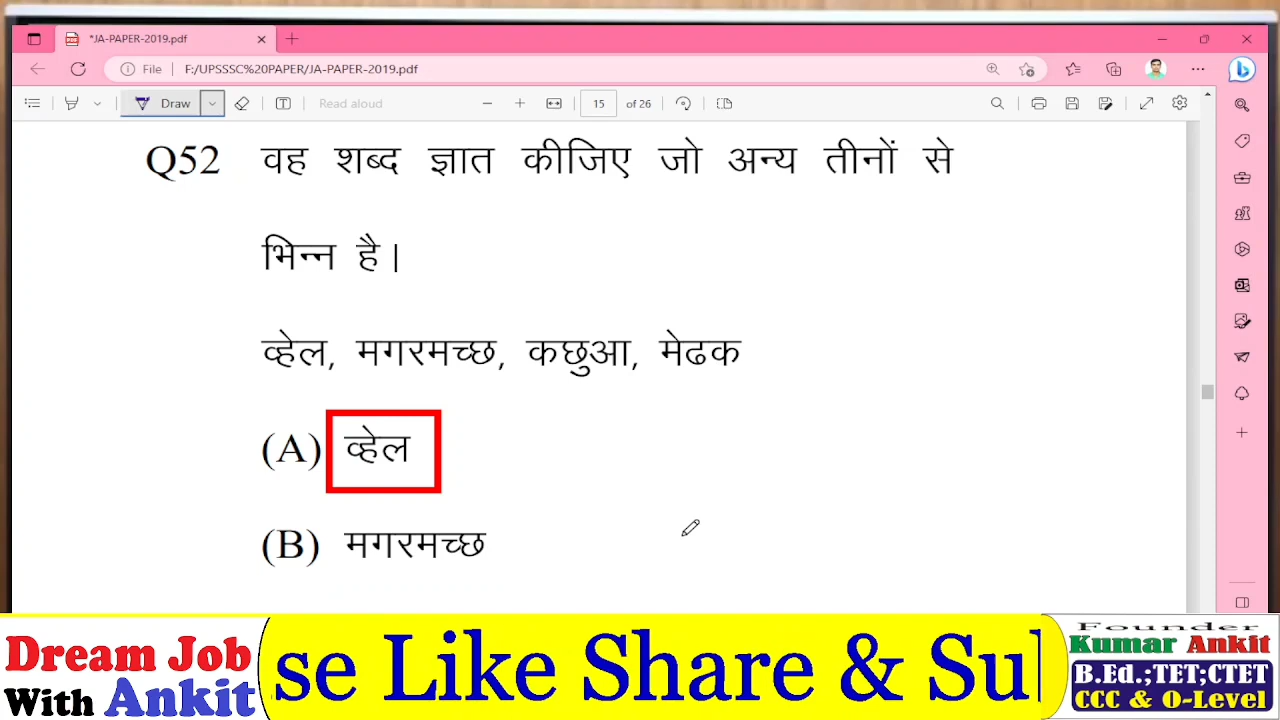 *JA-PAPER-2019.pdf
File F:/UPSSSC%20PAPER/JA-PAPER-2019.pdf
Draw Read aloud 15 of 26
Q52 वह शब्द ज्ञात कीजिए जो अन्य तीनों से
भिन्न है|
व्हेल, मगरमच्छ, कछुआ, मेढक
(A) व्हेल
(B) मगरमच्छ
Dream Job
With Ankit
se Like Share & Su
Founder
Kumar Ankit
B.Ed.;TET;CTET
CCC & O-Level